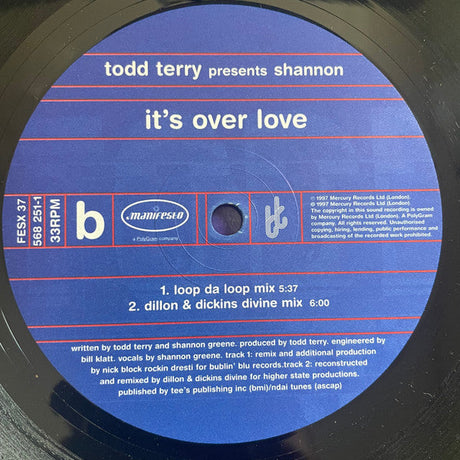 todd terry presents shannon
it's over love
FESX 37
568 251-1
33RPM
b
manifesto
a PolyGram company
tt
℗ 1997 Mercury Records Ltd (London).
© 1997 Mercury Records Ltd (London).
The copyright in this sound recording is owned
by Mercury Records Ltd. A PolyGram
company. All rights reserved. Unauthorised
copying, hiring, lending, public performance and
broadcasting of the recorded work prohibited.
1. loop da loop mix 5:37
2. dillon & dickins divine mix 6:00
written by todd terry and shannon greene. produced by todd terry. engineered by
bill klatt. vocals by shannon greene. track 1: remix and additional production
by nick block rockin dresti for bublin' blu records.track 2: reconstructed
and remixed by dillon & dickins divine for higher state productions.
published by tee's publishing inc (bmi)/ndai tunes (ascap)